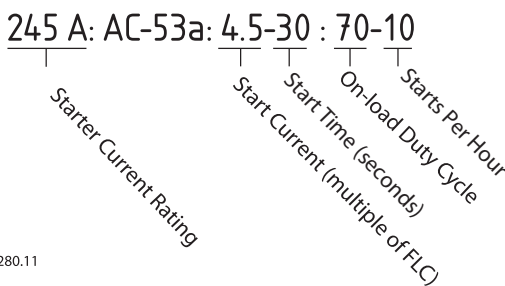 245 A: AC-53a: 4.5-30 : 70-10
Starter Current Rating
Start Current (multiple of FLC)
Start Time (seconds)
On-load Duty Cycle
Starts Per Hour
280.11